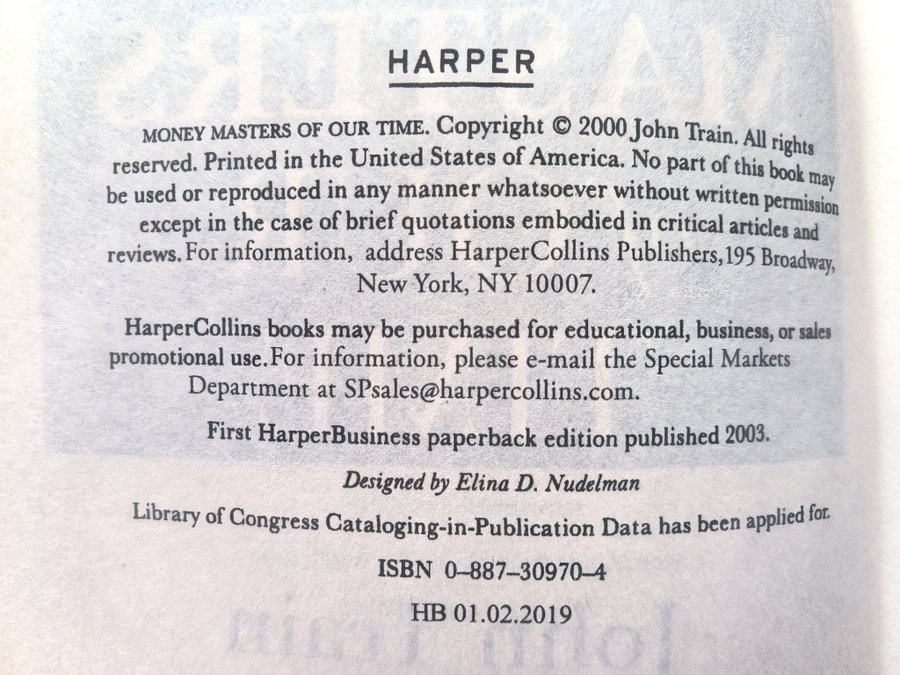 HARPER
MONEY MASTERS OF OUR TIME. Copyright © 2000 John Train. All rights
reserved. Printed in the United States of America. No part of this book may
be used or reproduced in any manner whatsoever without written permission
except in the case of brief quotations embodied in critical articles and
reviews. For information, address HarperCollins Publishers, 195 Broadway,
New York, NY 10007.
HarperCollins books may be purchased for educational, business, or sales
promotional use. For information, please e-mail the Special Markets
Department at SPsales@harpercollins.com.
First HarperBusiness paperback edition published 2003.
Designed by Elina D. Nudelman
Library of Congress Cataloging-in-Publication Data has been applied for.
ISBN 0–887–30970–4
HB 01.02.2019